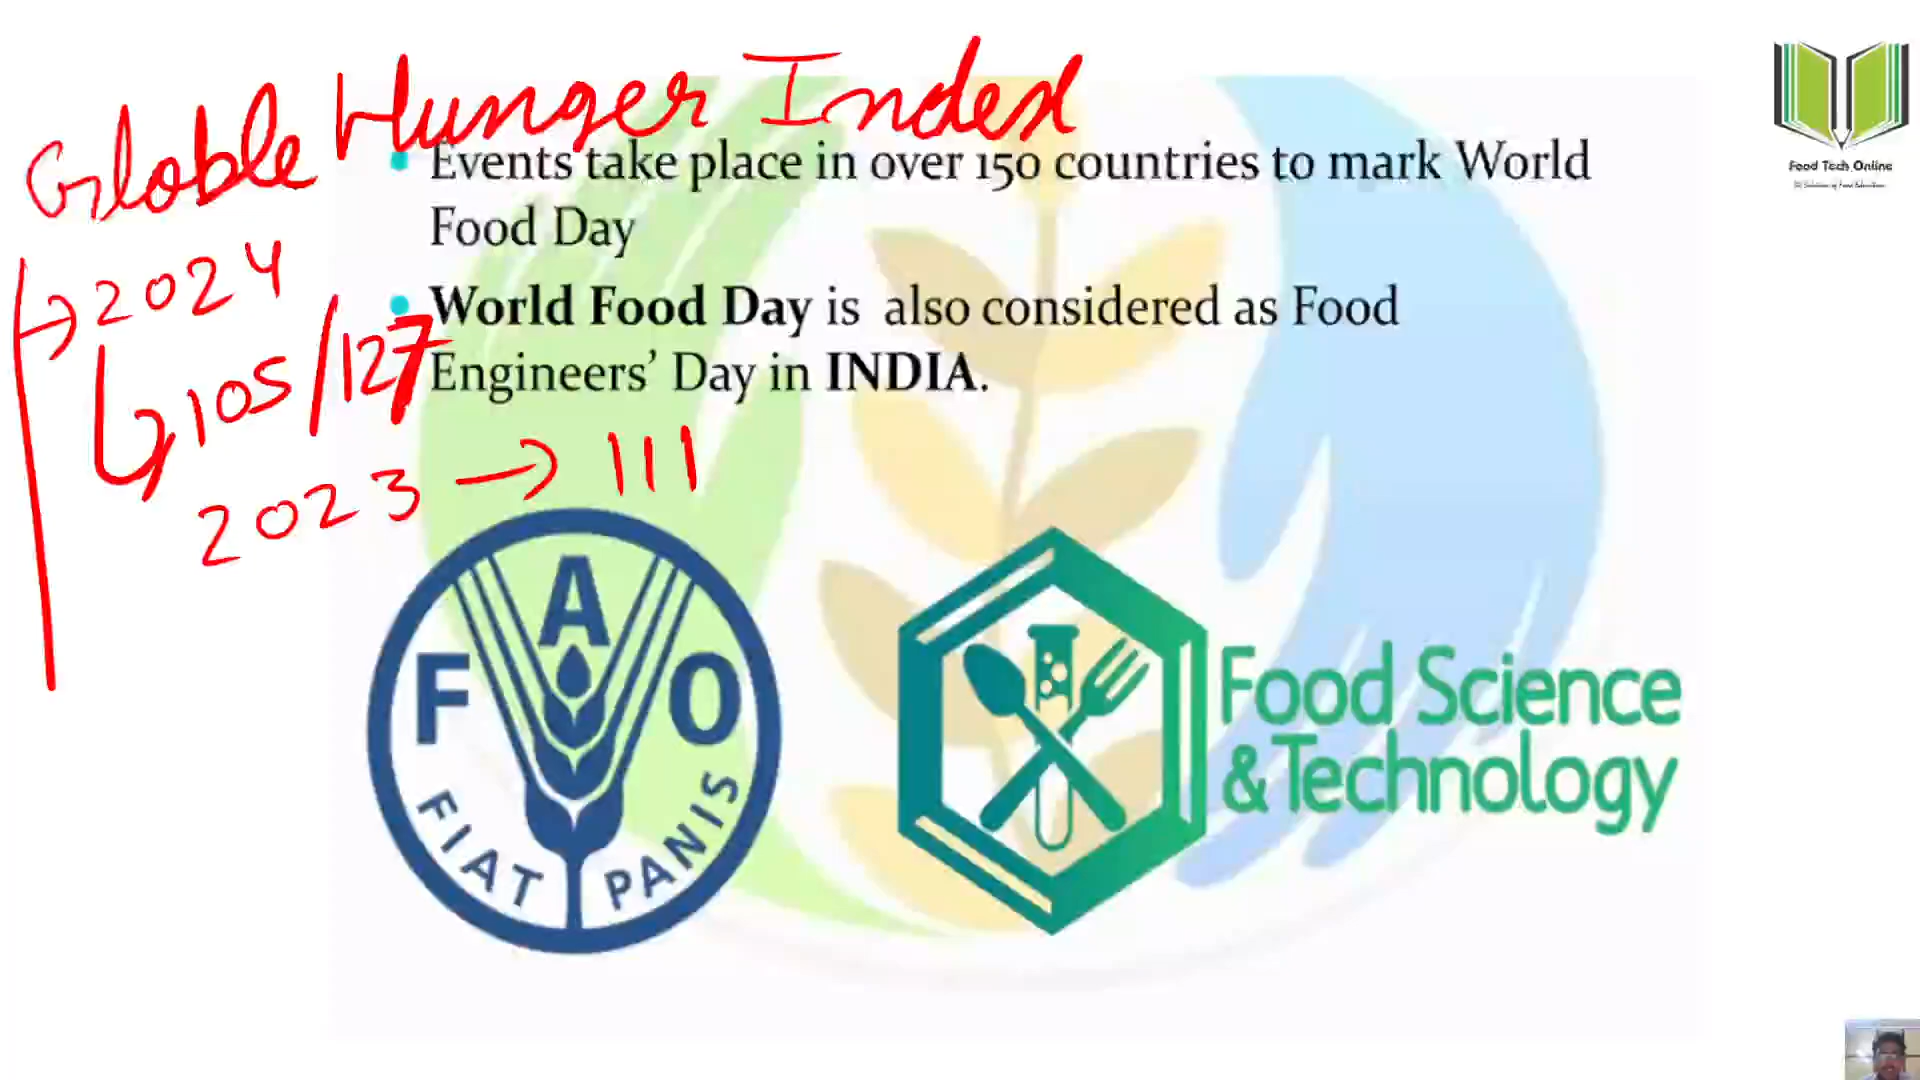 Globle Hunger Index
• Events take place in over 150 countries to mark World
Food Day
→ 2024
• World Food Day is also considered as Food
Engineers’ Day in INDIA.
105/127
2023 → 111
FAO
FIAT PANIS
Food Science
&Technology
Food Tech Online